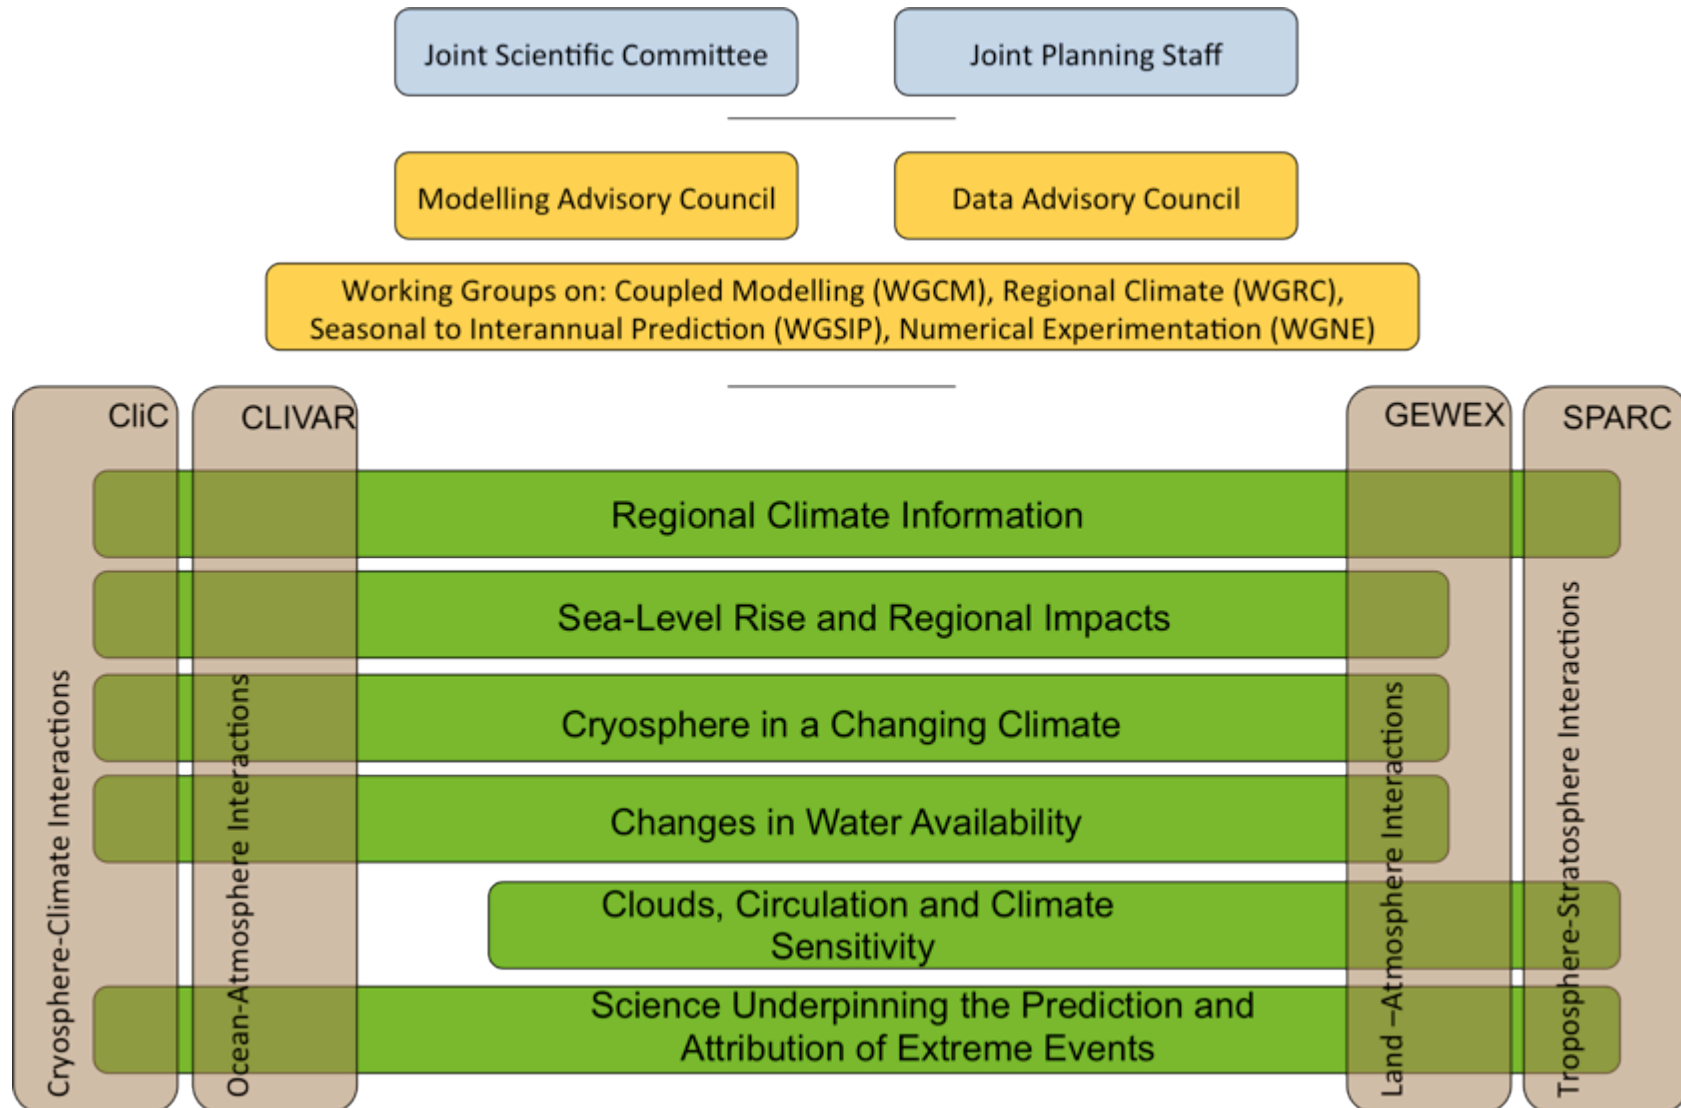 Joint Scientific Committee
Joint Planning Staff
Modelling Advisory Council
Data Advisory Council
Working Groups on: Coupled Modelling (WGCM), Regional Climate (WGRC),
Seasonal to Interannual Prediction (WGSIP), Numerical Experimentation (WGNE)
CliC
CLIVAR
GEWEX
SPARC
Regional Climate Information
Sea-Level Rise and Regional Impacts
Cryosphere in a Changing Climate
Changes in Water Availability
Clouds, Circulation and Climate
Sensitivity
Science Underpinning the Prediction and
Attribution of Extreme Events
Cryosphere-Climate Interactions
Ocean-Atmosphere Interactions
Land –Atmosphere Interactions
Troposphere-Stratosphere Interactions